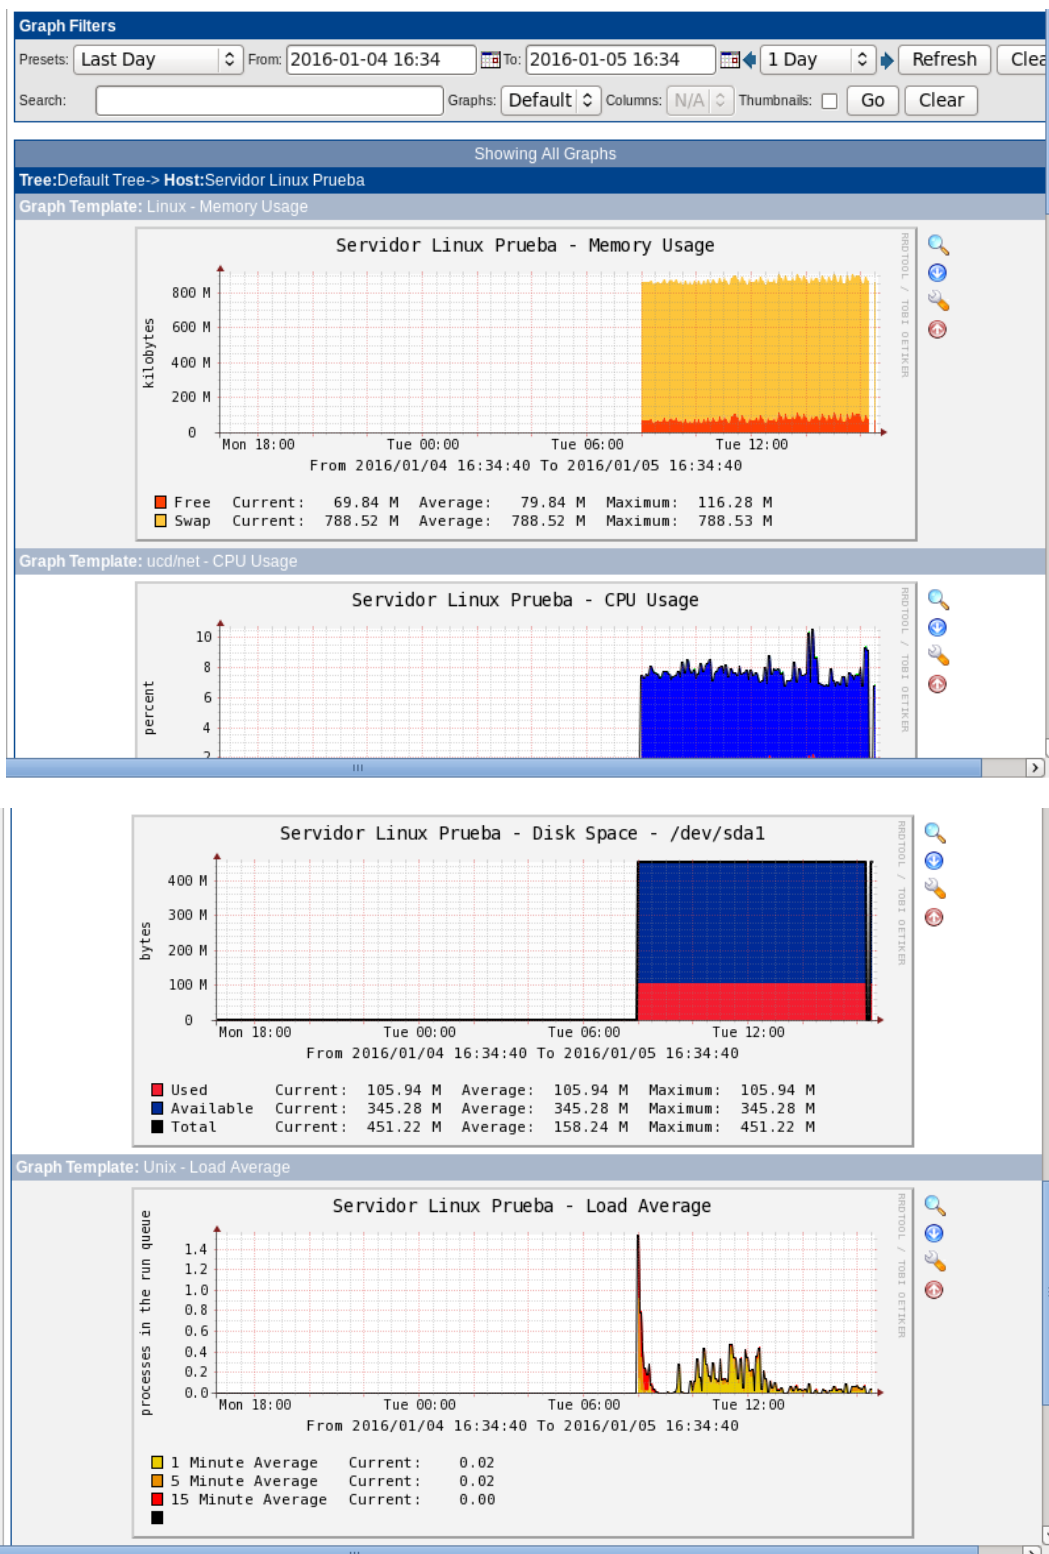 Graph Filters
Presets: Last Day From: 2016-01-04 16:34 To: 2016-01-05 16:34 1 Day Refresh Clea
Search: Graphs: Default Columns: N/A Thumbnails: Go Clear
Showing All Graphs
Tree:Default Tree-> Host:Servidor Linux Prueba
Graph Template: Linux - Memory Usage
Servidor Linux Prueba - Memory Usage
RRDTOOL / TOBI OETIKER
kilobytes
800 M
600 M
400 M
200 M
0
Mon 18:00 Tue 00:00 Tue 06:00 Tue 12:00
From 2016/01/04 16:34:40 To 2016/01/05 16:34:40
Free Current: 69.84 M Average: 79.84 M Maximum: 116.28 M
Swap Current: 788.52 M Average: 788.52 M Maximum: 788.53 M
Graph Template: ucd/net - CPU Usage
Servidor Linux Prueba - CPU Usage
RRDTOOL / TOBI OETIKER
percent
10
8
6
4
2
Servidor Linux Prueba - Disk Space - /dev/sda1
RRDTOOL / TOBI OETIKER
bytes
400 M
300 M
200 M
100 M
0
Mon 18:00 Tue 00:00 Tue 06:00 Tue 12:00
From 2016/01/04 16:34:40 To 2016/01/05 16:34:40
Used Current: 105.94 M Average: 105.94 M Maximum: 105.94 M
Available Current: 345.28 M Average: 345.28 M Maximum: 345.28 M
Total Current: 451.22 M Average: 158.24 M Maximum: 451.22 M
Graph Template: Unix - Load Average
Servidor Linux Prueba - Load Average
RRDTOOL / TOBI OETIKER
processes in the run queue
1.4
1.2
1.0
0.8
0.6
0.4
0.2
0.0
Mon 18:00 Tue 00:00 Tue 06:00 Tue 12:00
From 2016/01/04 16:34:40 To 2016/01/05 16:34:40
1 Minute Average Current: 0.02
5 Minute Average Current: 0.02
15 Minute Average Current: 0.00